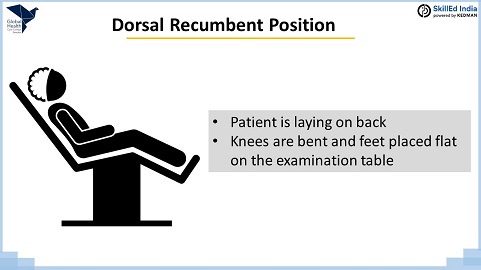 Global
Health
SkillEd India
powered by KEDMAN
Dorsal Recumbent Position
• Patient is laying on back
• Knees are bent and feet placed flat
on the examination table